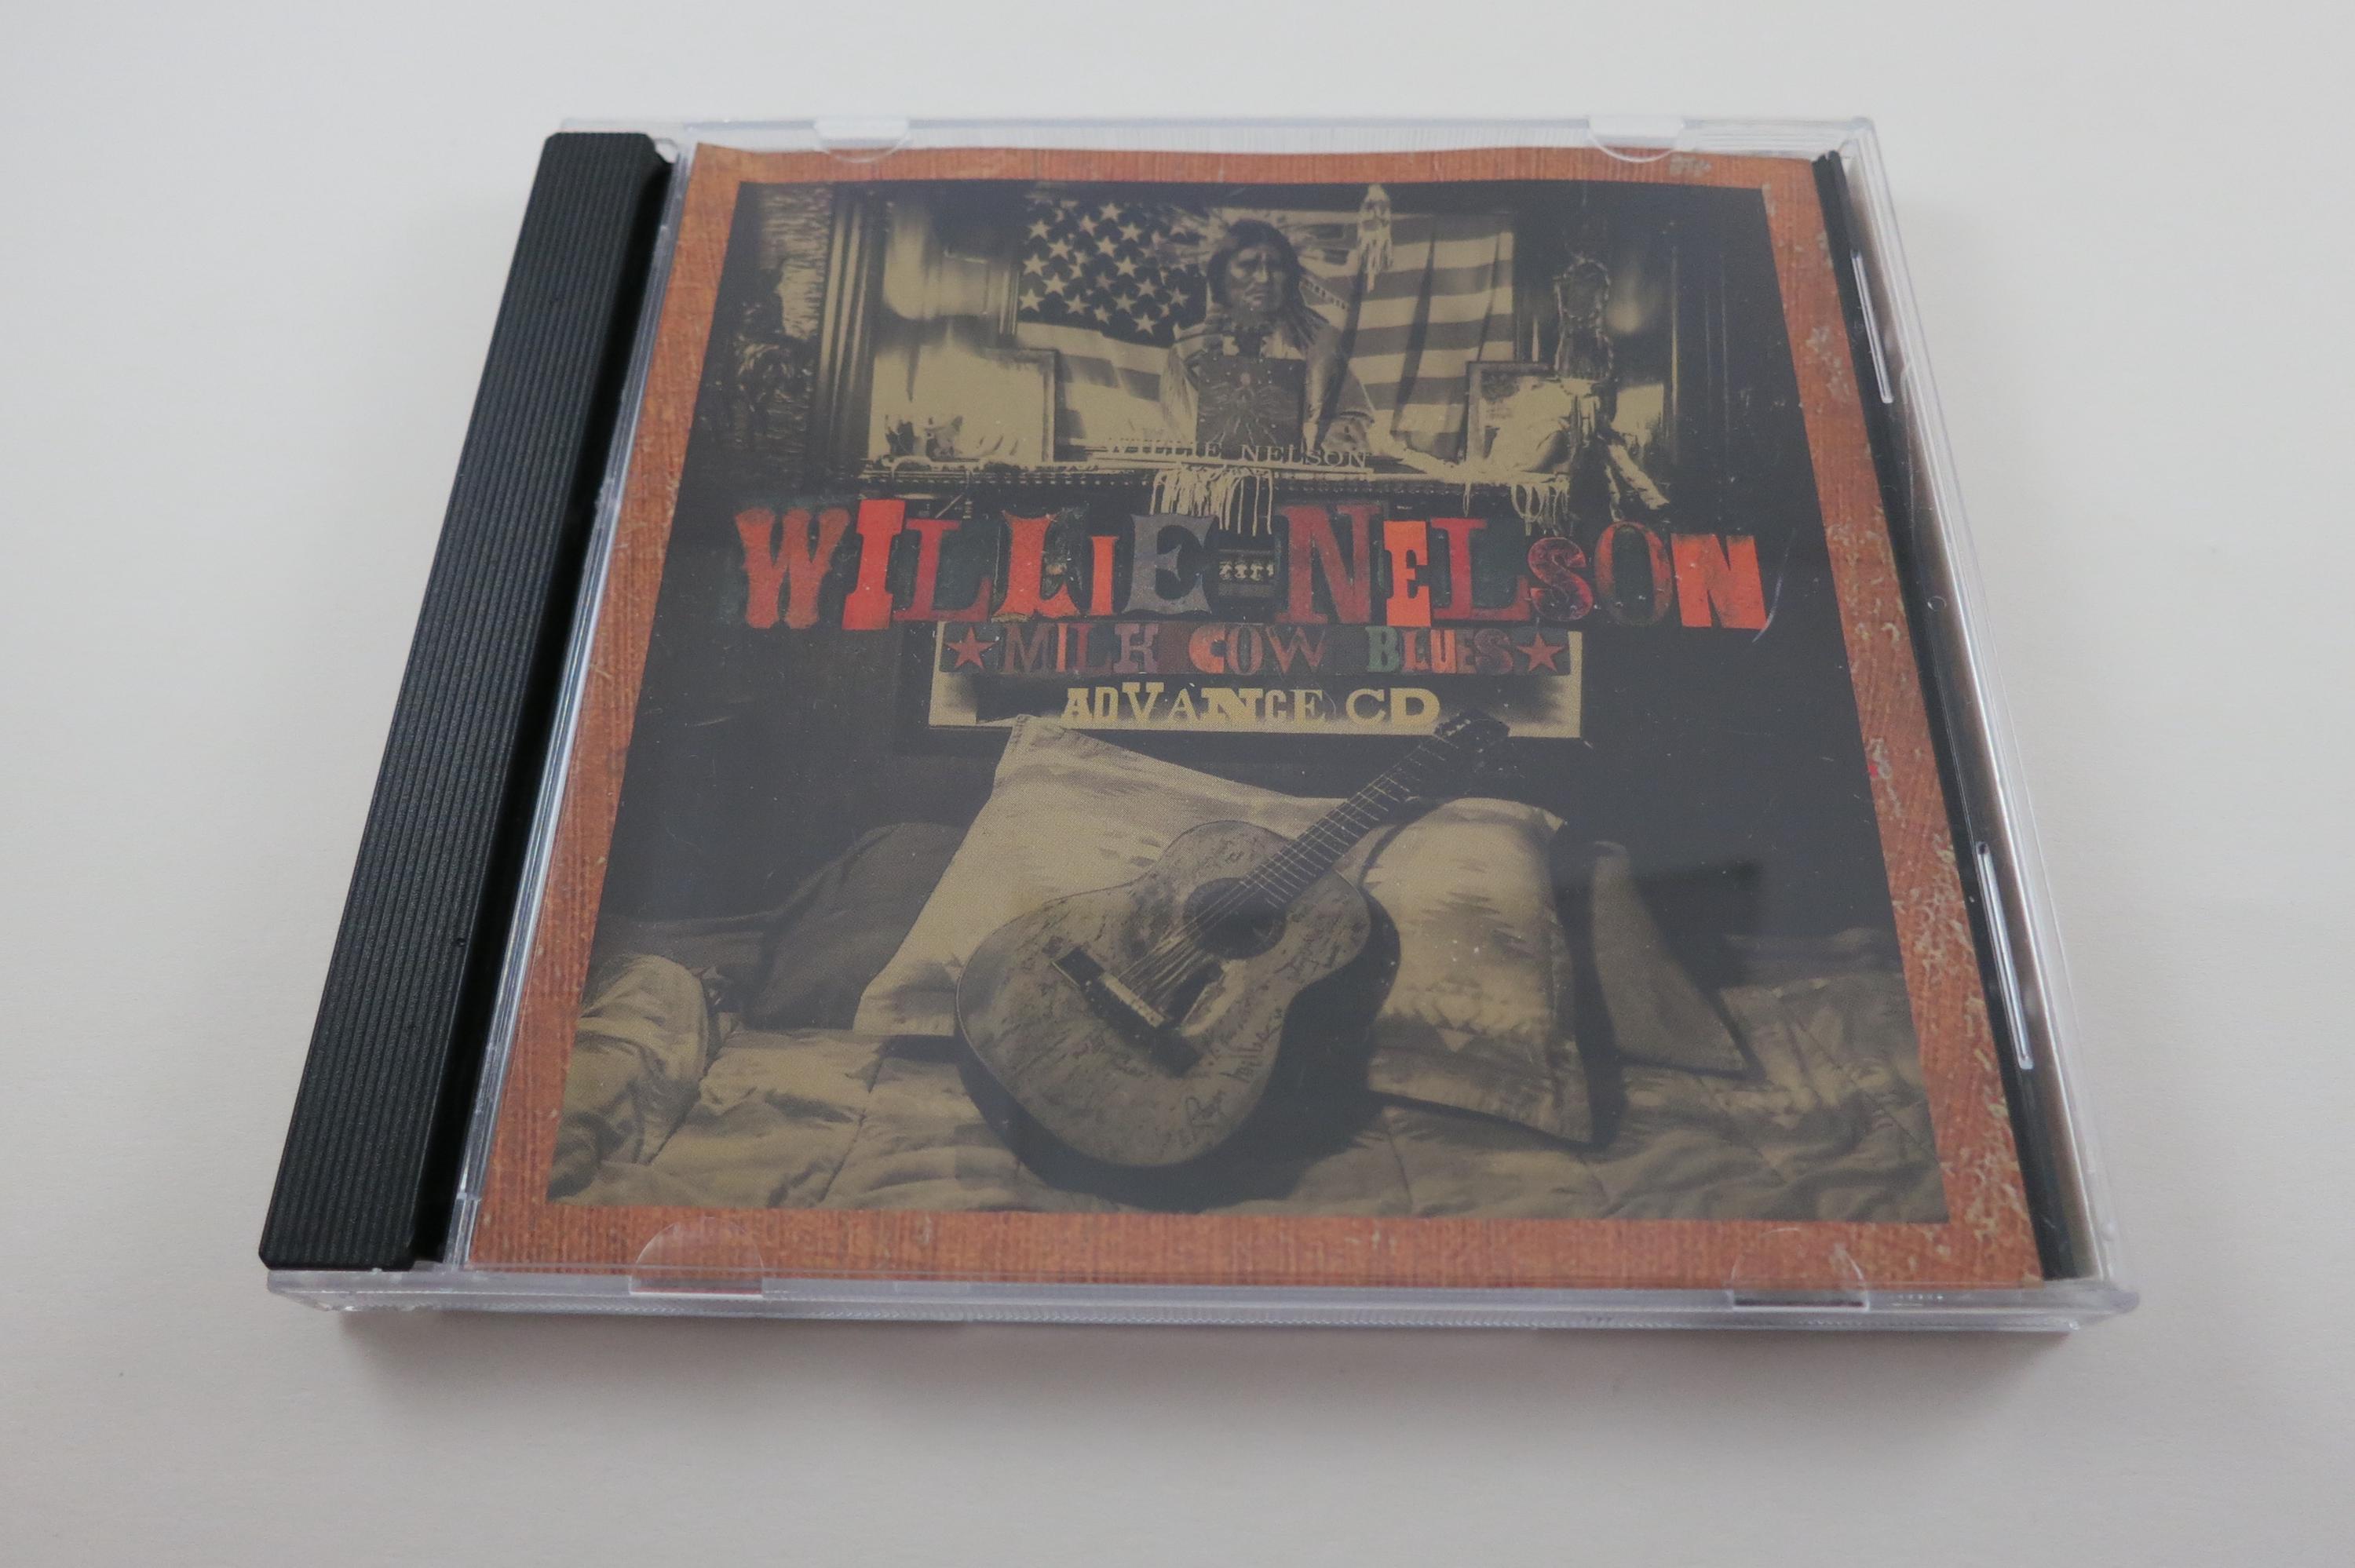 WILLIE NELSON
WILLIE NELSON
MILK COW BLUES
ADVANCE CD